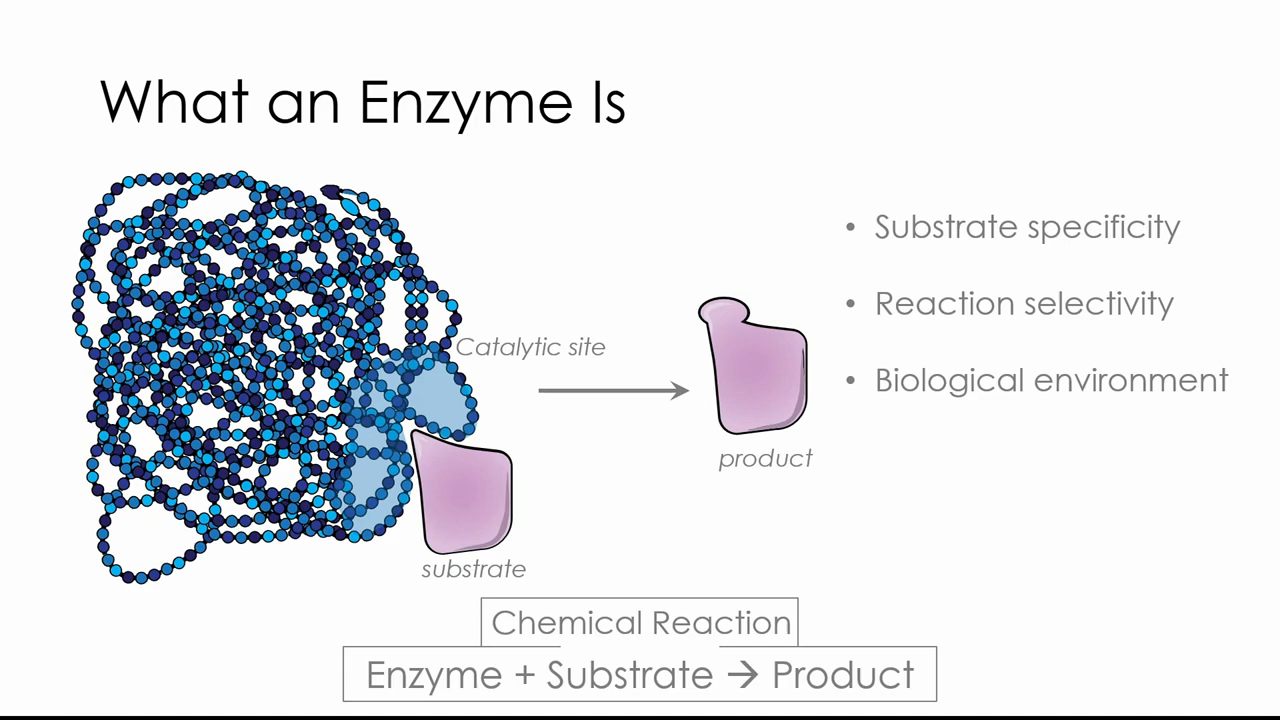 What an Enzyme Is
• Substrate specificity
• Reaction selectivity
• Biological environment
Catalytic site
product
substrate
Chemical Reaction
Enzyme + Substrate → Product